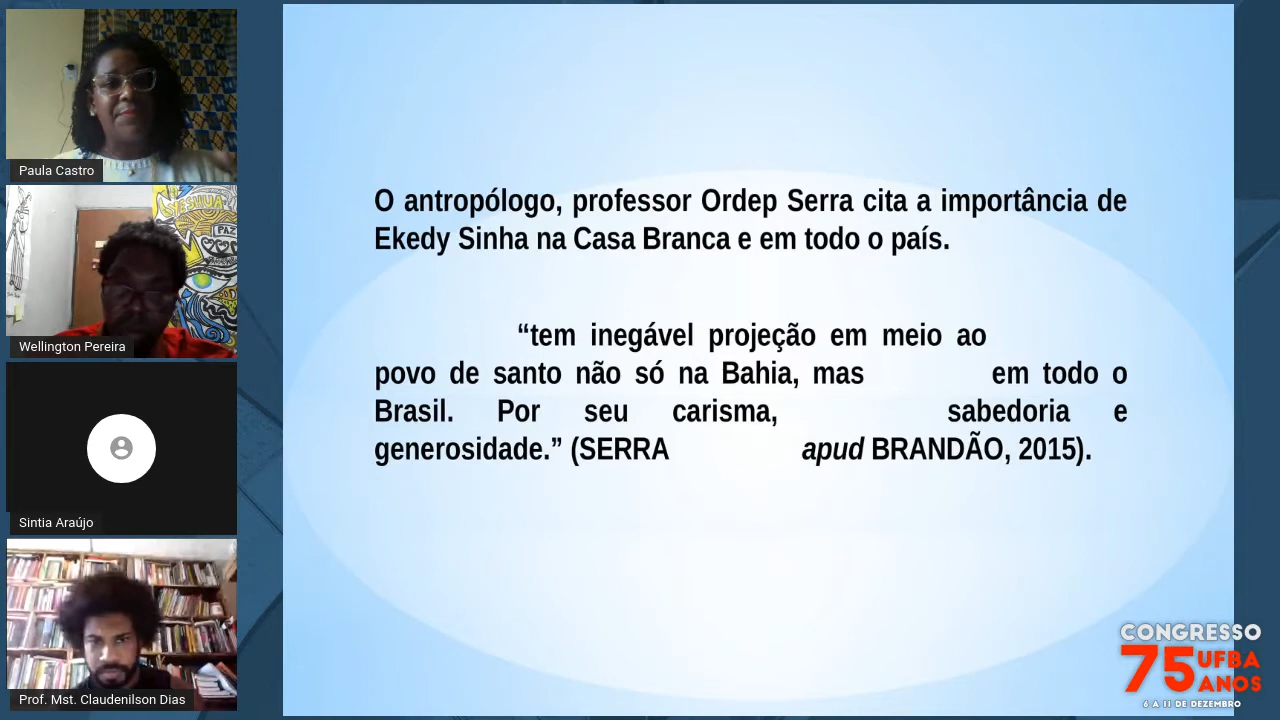 O antropólogo, professor Ordep Serra cita a importância de
Ekedy Sinha na Casa Branca e em todo o país.
“tem inegável projeção em meio ao
povo de santo não só na Bahia, mas em todo o
Brasil. Por seu carisma, sabedoria e
generosidade.” (SERRA apud BRANDÃO, 2015).
Paula Castro
YESHUA
PAZ
Wellington Pereira
Sintia Araújo
Prof. Mst. Claudenilson Dias
CONGRESSO
75 UFBA
ANOS
6 A 11 DE DEZEMBRO